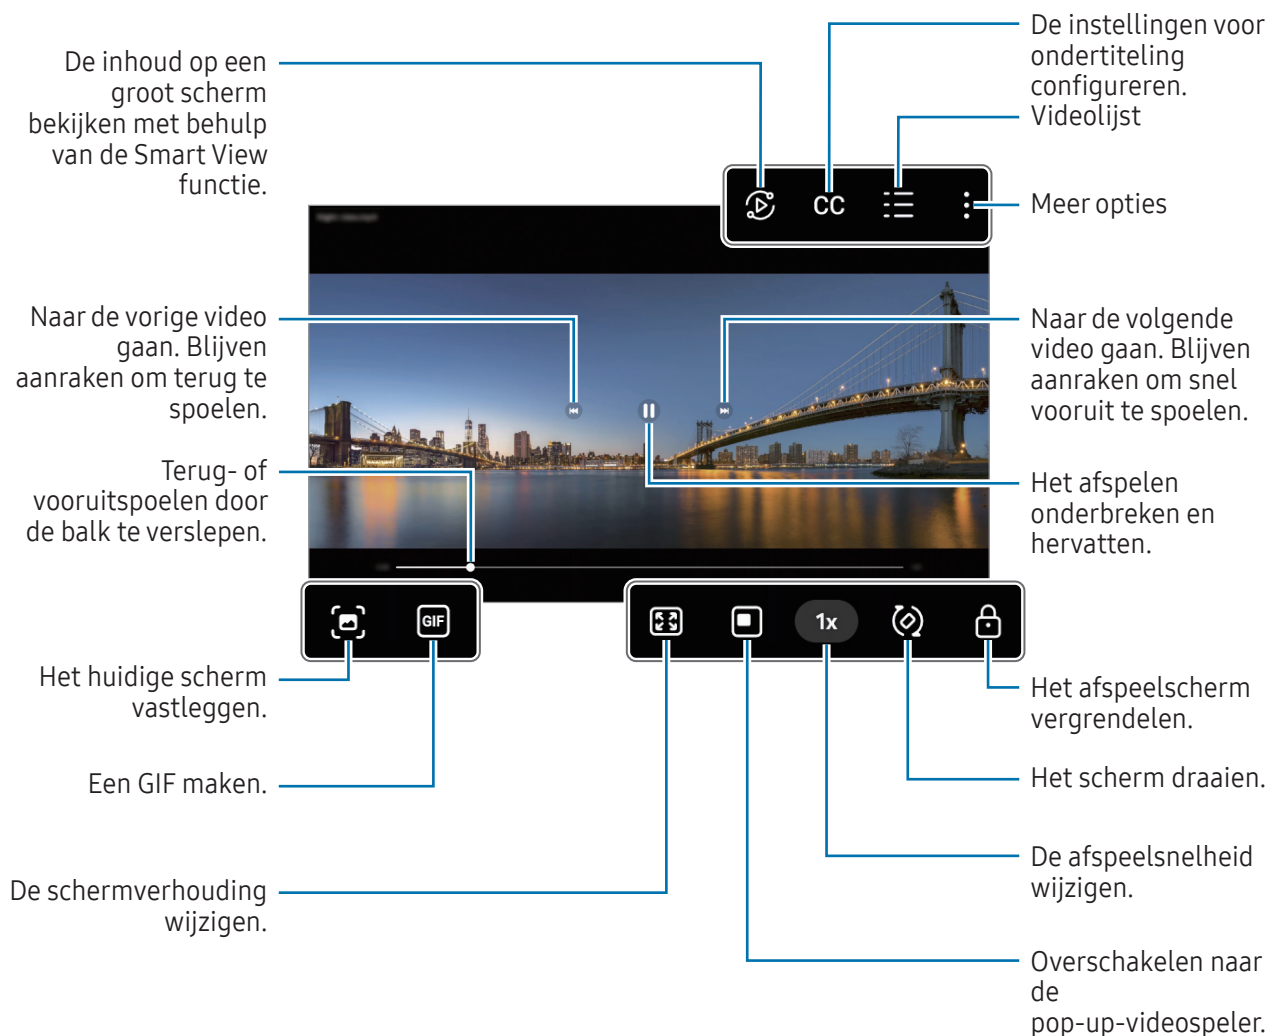 De inhoud op een
groot scherm
bekijken met behulp
van de Smart View
functie.
De instellingen voor
ondertiteling
configureren.
Videolijst
CC
Meer opties
Naar de vorige video
gaan. Blijven
aanraken om terug te
spoelen.
Naar de volgende
video gaan. Blijven
aanraken om snel
vooruit te spoelen.
Terug- of
vooruitspoelen door
de balk te verslepen.
Het afspelen
onderbreken en
hervatten.
GIF
1x
Het huidige scherm
vastleggen.
Het afspeelscherm
vergrendelen.
Een GIF maken.
Het scherm draaien.
De schermverhouding
wijzigen.
De afspeelsnelheid
wijzigen.
Overschakelen naar
de
pop-up-videospeler.